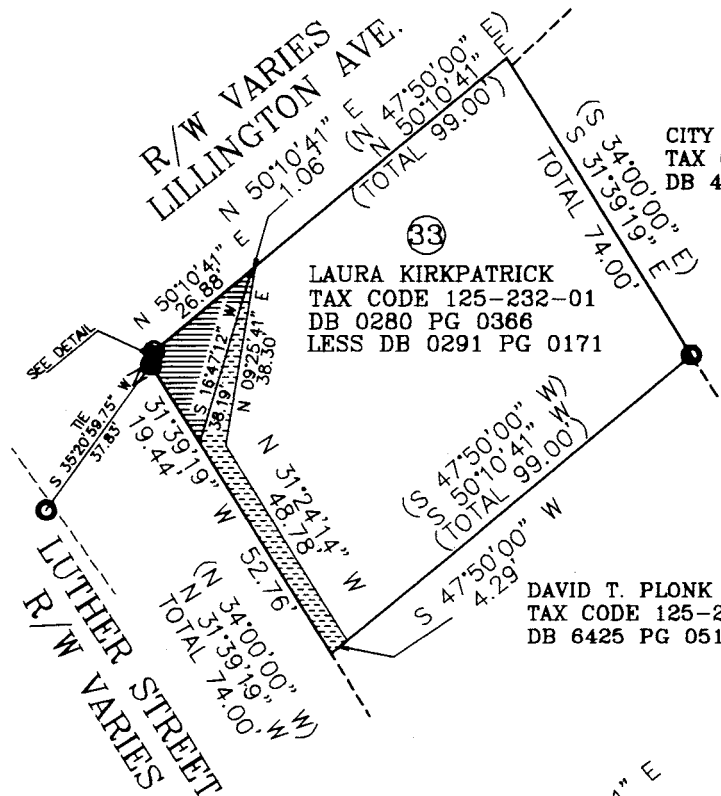 R/W VARIES
LILLINGTON AVE.
N 50°10'41" E
1.06'
(N 47°50'00" E)
N 50°10'41" E
(TOTAL 99.00')
(S 34°00'00" E)
S 31°39'19" E
TOTAL 74.00'
CITY
TAX
DB 4
33
LAURA KIRKPATRICK
TAX CODE 125-232-01
DB 0280 PG 0366
LESS DB 0291 PG 0171
N 50°10'41" E
26.88'
SEE DETAIL
S 16°47'12" W
38.19'
N 09°25'41" E
38.30'
TIE
S 35°20'59.75" W
37.83'
31°39'19" W
19.44'
52.76'
N 31°24'14" W
48.78'
(S 47°50'00" W)
S 50°10'41" W
(TOTAL 99.00')
S 47°50'00" W
4.29'
(N 34°00'00" W)
N 31°39'19" W
TOTAL 74.00'
DAVID T. PLONK
TAX CODE 125-2
DB 6425 PG 051
LUTHER STREET
R/W VARIES
" E